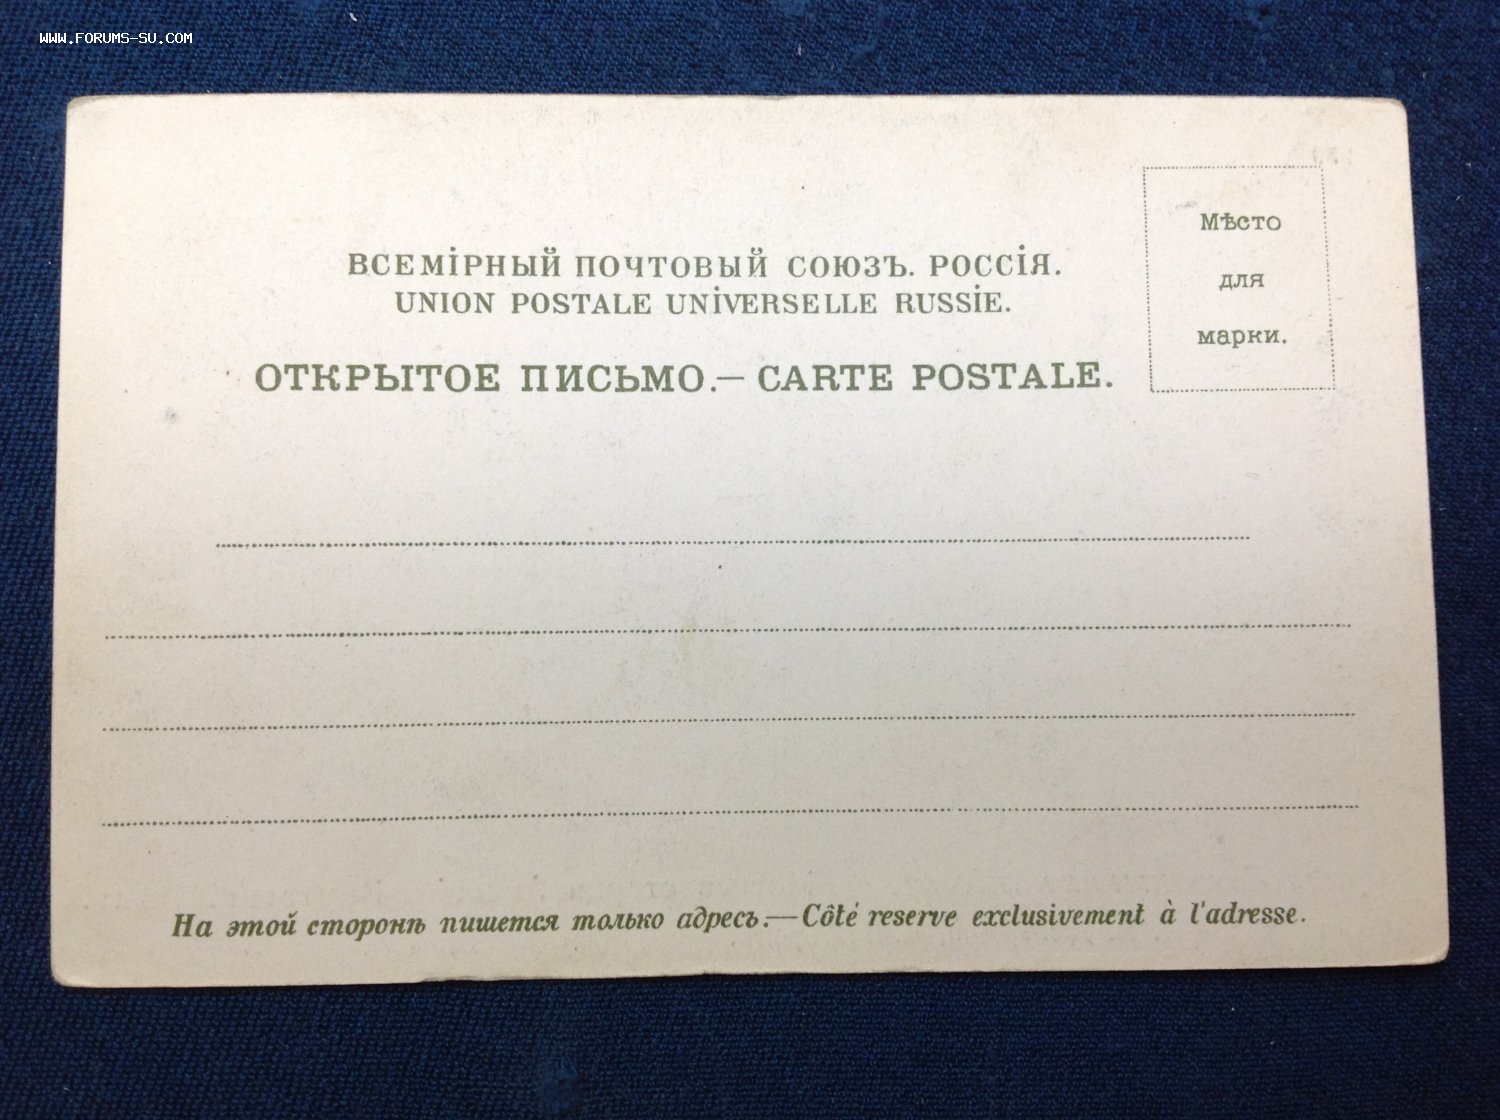 WWW.FORUMS-SU.COM
Мѣсто
для
марки.
ВСЕМІРНЫЙ ПОЧТОВЫЙ СОЮЗЪ. РОССІЯ.
UNION POSTALE UNIVERSELLE RUSSIE.
ОТКРЫТОЕ ПИСЬМО.— CARTE POSTALE.
На этой сторонѣ пишется только адресъ.—Côté reserve exclusivement à l'adresse.